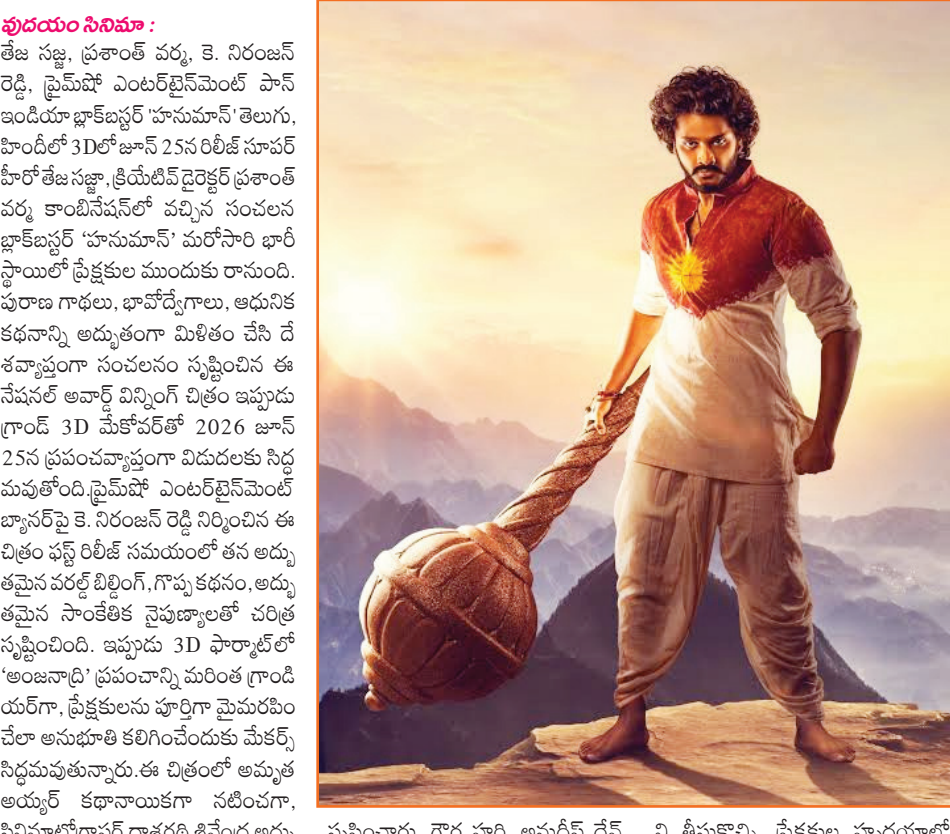 వుదయం సినిమా :
తేజ సజ్జ, ప్రశాంత్ వర్మ, కె. నిరంజన్
రెడ్డి, ప్రైమ్‌షో ఎంటర్‌టైన్‌మెంట్ పాన్
ఇండియా బ్లాక్‌బస్టర్ 'హనుమాన్' తెలుగు,
హిందీలో 3Dలో జూన్ 25న రిలీజ్ సూపర్
హీరో తేజ సజ్జా, క్రియేటివ్ డైరెక్టర్ ప్రశాంత్
వర్మ కాంబినేషన్‌లో వచ్చిన సంచలన
బ్లాక్‌బస్టర్ ‘హనుమాన్’ మరోసారి భారీ
స్థాయిలో ప్రేక్షకుల ముందుకు రానుంది.
పురాణ గాథలు, భావోద్వేగాలు, ఆధునిక
కథనాన్ని అద్భుతంగా మిళితం చేసి దే
శవ్యాప్తంగా సంచలనం సృష్టించిన ఈ
నేషనల్ అవార్డ్ విన్నింగ్ చిత్రం ఇప్పుడు
గ్రాండ్ 3D మేకోవర్‌తో 2026 జూన్
25న ప్రపంచవ్యాప్తంగా విడుదలకు సిద్ధ
మవుతోంది.ప్రైమ్‌షో ఎంటర్‌టైన్‌మెంట్
బ్యానర్‌పై కె. నిరంజన్ రెడ్డి నిర్మించిన ఈ
చిత్రం ఫస్ట్ రిలీజ్ సమయంలో తన అద్భు
తమైన వరల్డ్ బిల్డింగ్, గొప్ప కథనం, అద్భు
తమైన సాంకేతిక నైపుణ్యాలతో చరిత్ర
సృష్టించింది. ఇప్పుడు 3D ఫార్మాట్‌లో
‘అంజనాద్రి’ ప్రపంచాన్ని మరింత గ్రాండి
యర్‌గా, ప్రేక్షకులను పూర్తిగా మైమరపిం
చేలా అనుభూతి కలిగించేందుకు మేకర్స్
సిద్ధమవుతున్నారు.ఈ చిత్రంలో అమృత
అయ్యర్ కథానాయికగా నటించగా,